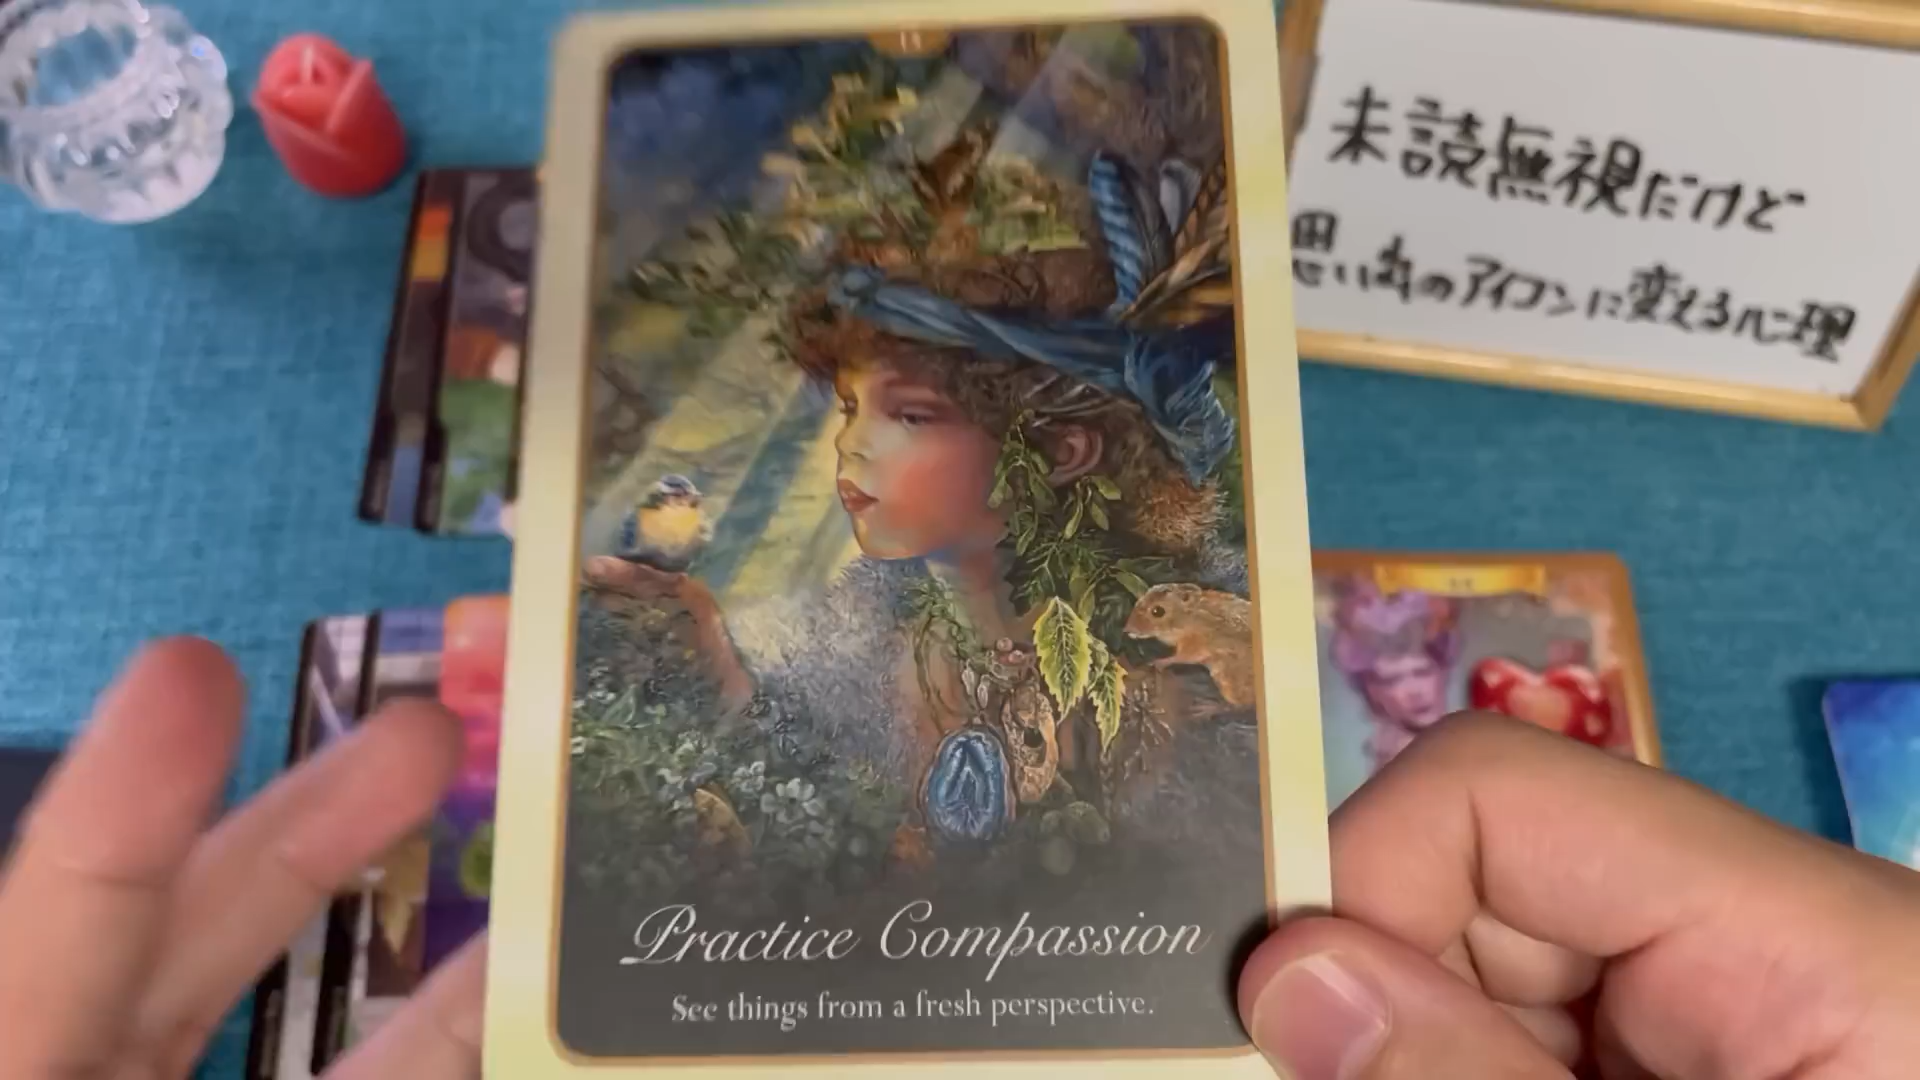 未読無視だけど
思い出のアイコンに変える心理
Practice Compassion
See things from a fresh perspective.